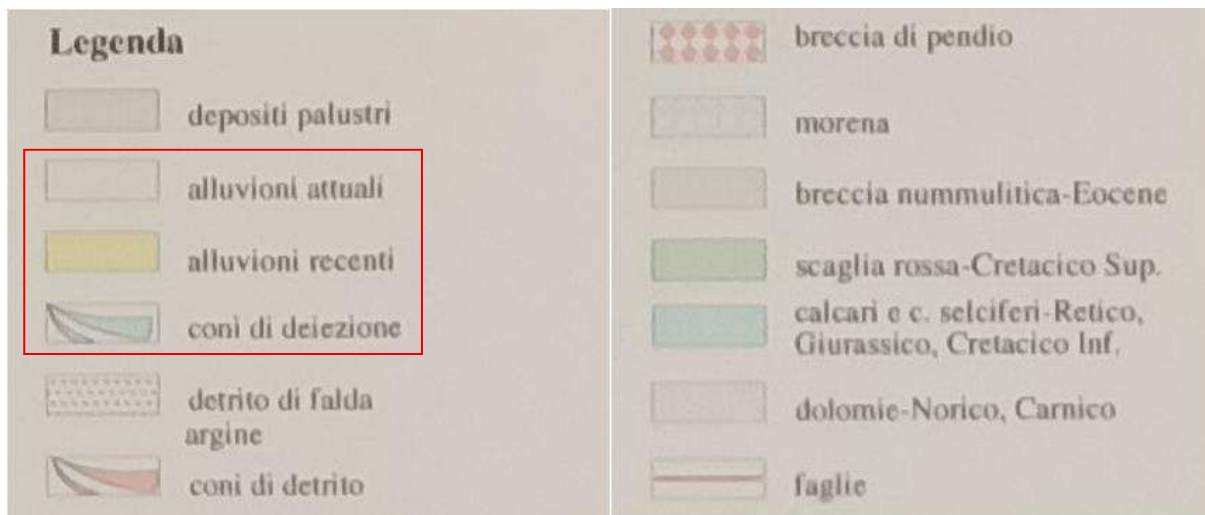 Legenda
depositi palustri
alluvioni attuali
alluvioni recenti
coni di deiezione
detrito di falda
argine
coni di detrito
breccia di pendio
morena
breccia nummulitica-Eocene
scaglia rossa-Cretacico Sup.
calcari e c. selciferi-Retico,
Giurassico, Cretacico Inf.
dolomie-Norico, Carnico
faglie